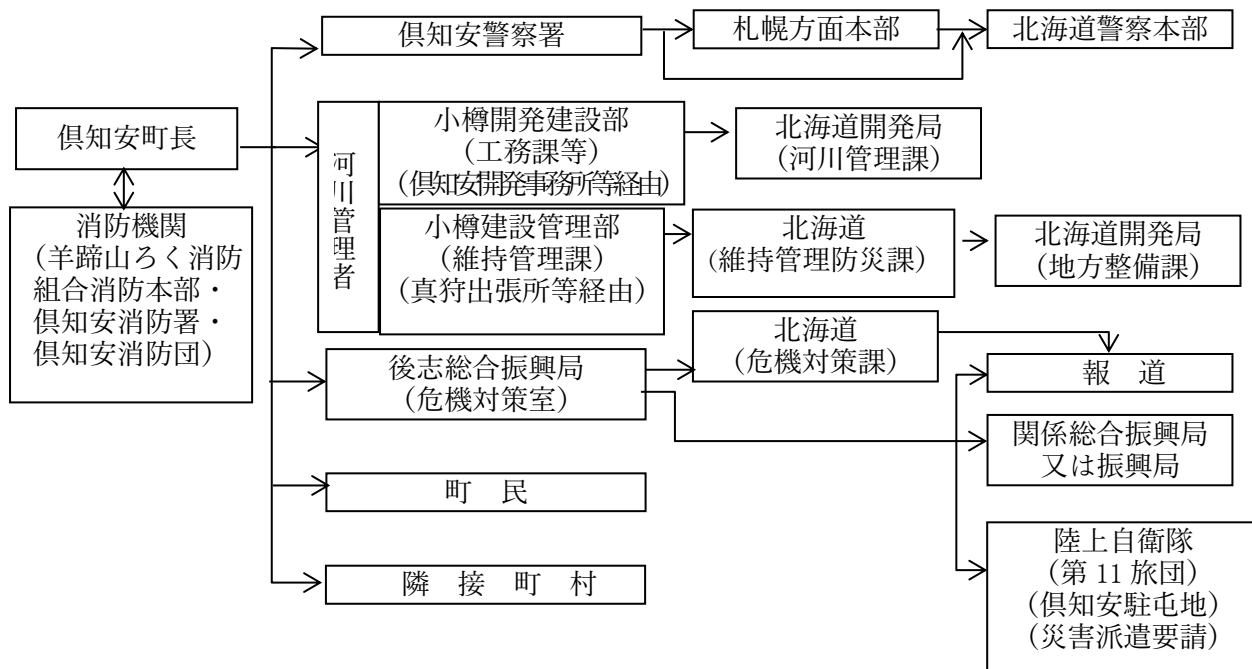 倶知安警察署
札幌方面本部
北海道警察本部
倶知安町長
消防機関
(羊蹄山ろく消防
組合消防本部・
倶知安消防署・
倶知安消防団)
河川管理者
小樽開発建設部
(工務課等)
(倶知安開発事務所等経由)
北海道開発局
(河川管理課)
小樽建設管理部
(維持管理課)
(真狩出張所等経由)
北海道
(維持管理防災課)
北海道開発局
(地方整備課)
後志総合振興局
(危機対策室)
北海道
(危機対策課)
報 道
関係総合振興局
又は振興局
町 民
隣 接 町 村
陸上自衛隊
(第 11 旅団)
(倶知安駐屯地)
(災害派遣要請)